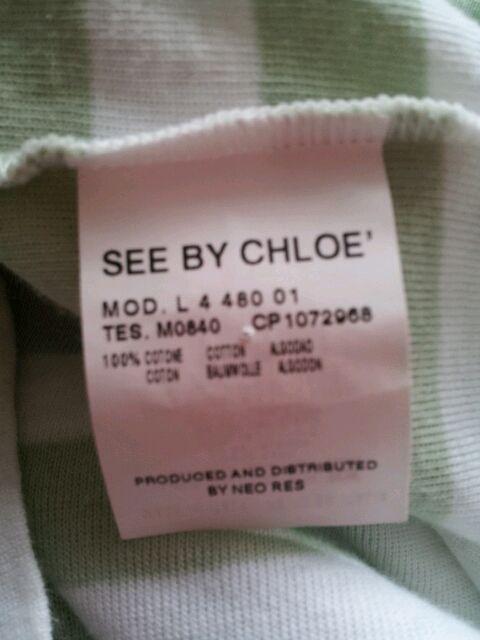 SEE BY CHLOE'
MOD. L 4 480 01
TES. M0840 CP1072968
100% COTONE COTTON ALGODAO
COTON BAUMWOLLE ALGODON
PRODUCED AND DISTRIBUTED
BY NEO RES